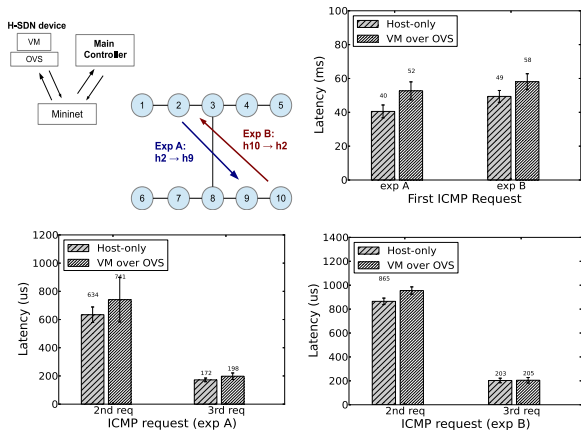 H-SDN device
VM
OVS
Main
Controller
Mininet
1 2 3 4 5
Exp A:
h2 → h9
Exp B:
h10 → h2
6 7 8 9 10
Host-only
VM over OVS
Latency (ms)
100
80
60
40
20
0
40
52
49
58
exp A exp B
First ICMP Request
Host-only
VM over OVS
Latency (us)
1200
1000
800
600
400
200
0
634
741
172
198
2nd req 3rd req
ICMP request (exp A)
Host-only
VM over OVS
Latency (us)
1400
1200
1000
800
600
400
200
0
865
203
205
2nd req 3rd req
ICMP request (exp B)